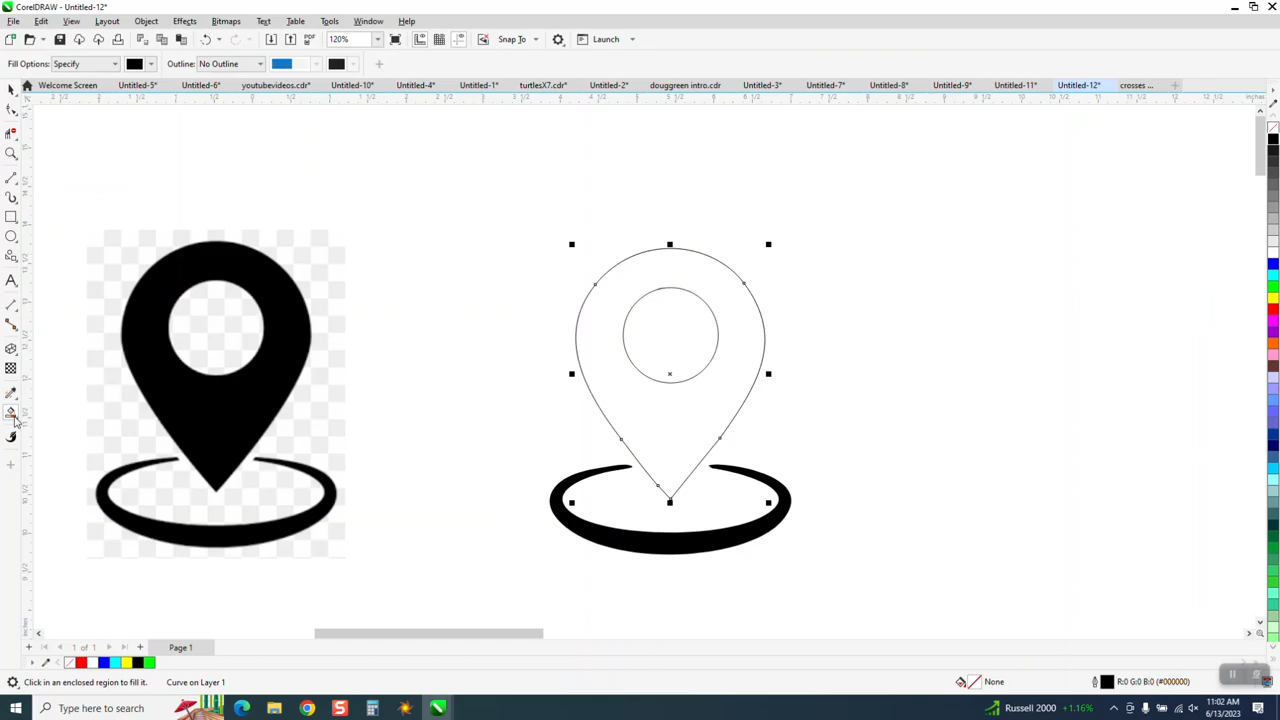 CorelDRAW - Untitled-12*
File Edit View Layout Object Effects Bitmaps Text Table Tools Window Help
PDF 120% Snap To Launch
Fill Options: Specify Outline: No Outline
Welcome Screen Untitled-5* Untitled-6* youtubevideos.cdr* Untitled-10* Untitled-4* Untitled-1* turtlesX7.cdr* Untitled-2* douggreen intro.cdr Untitled-3* Untitled-7* Untitled-8* Untitled-9* Untitled-11* Untitled-12* crosses ...
inches
1 of 1 Page 1
Click in an enclosed region to fill it. Curve on Layer 1 None R:0 G:0 B:0 (#000000)
Type here to search Russell 2000 +1.16% 11:02 AM
6/13/2023